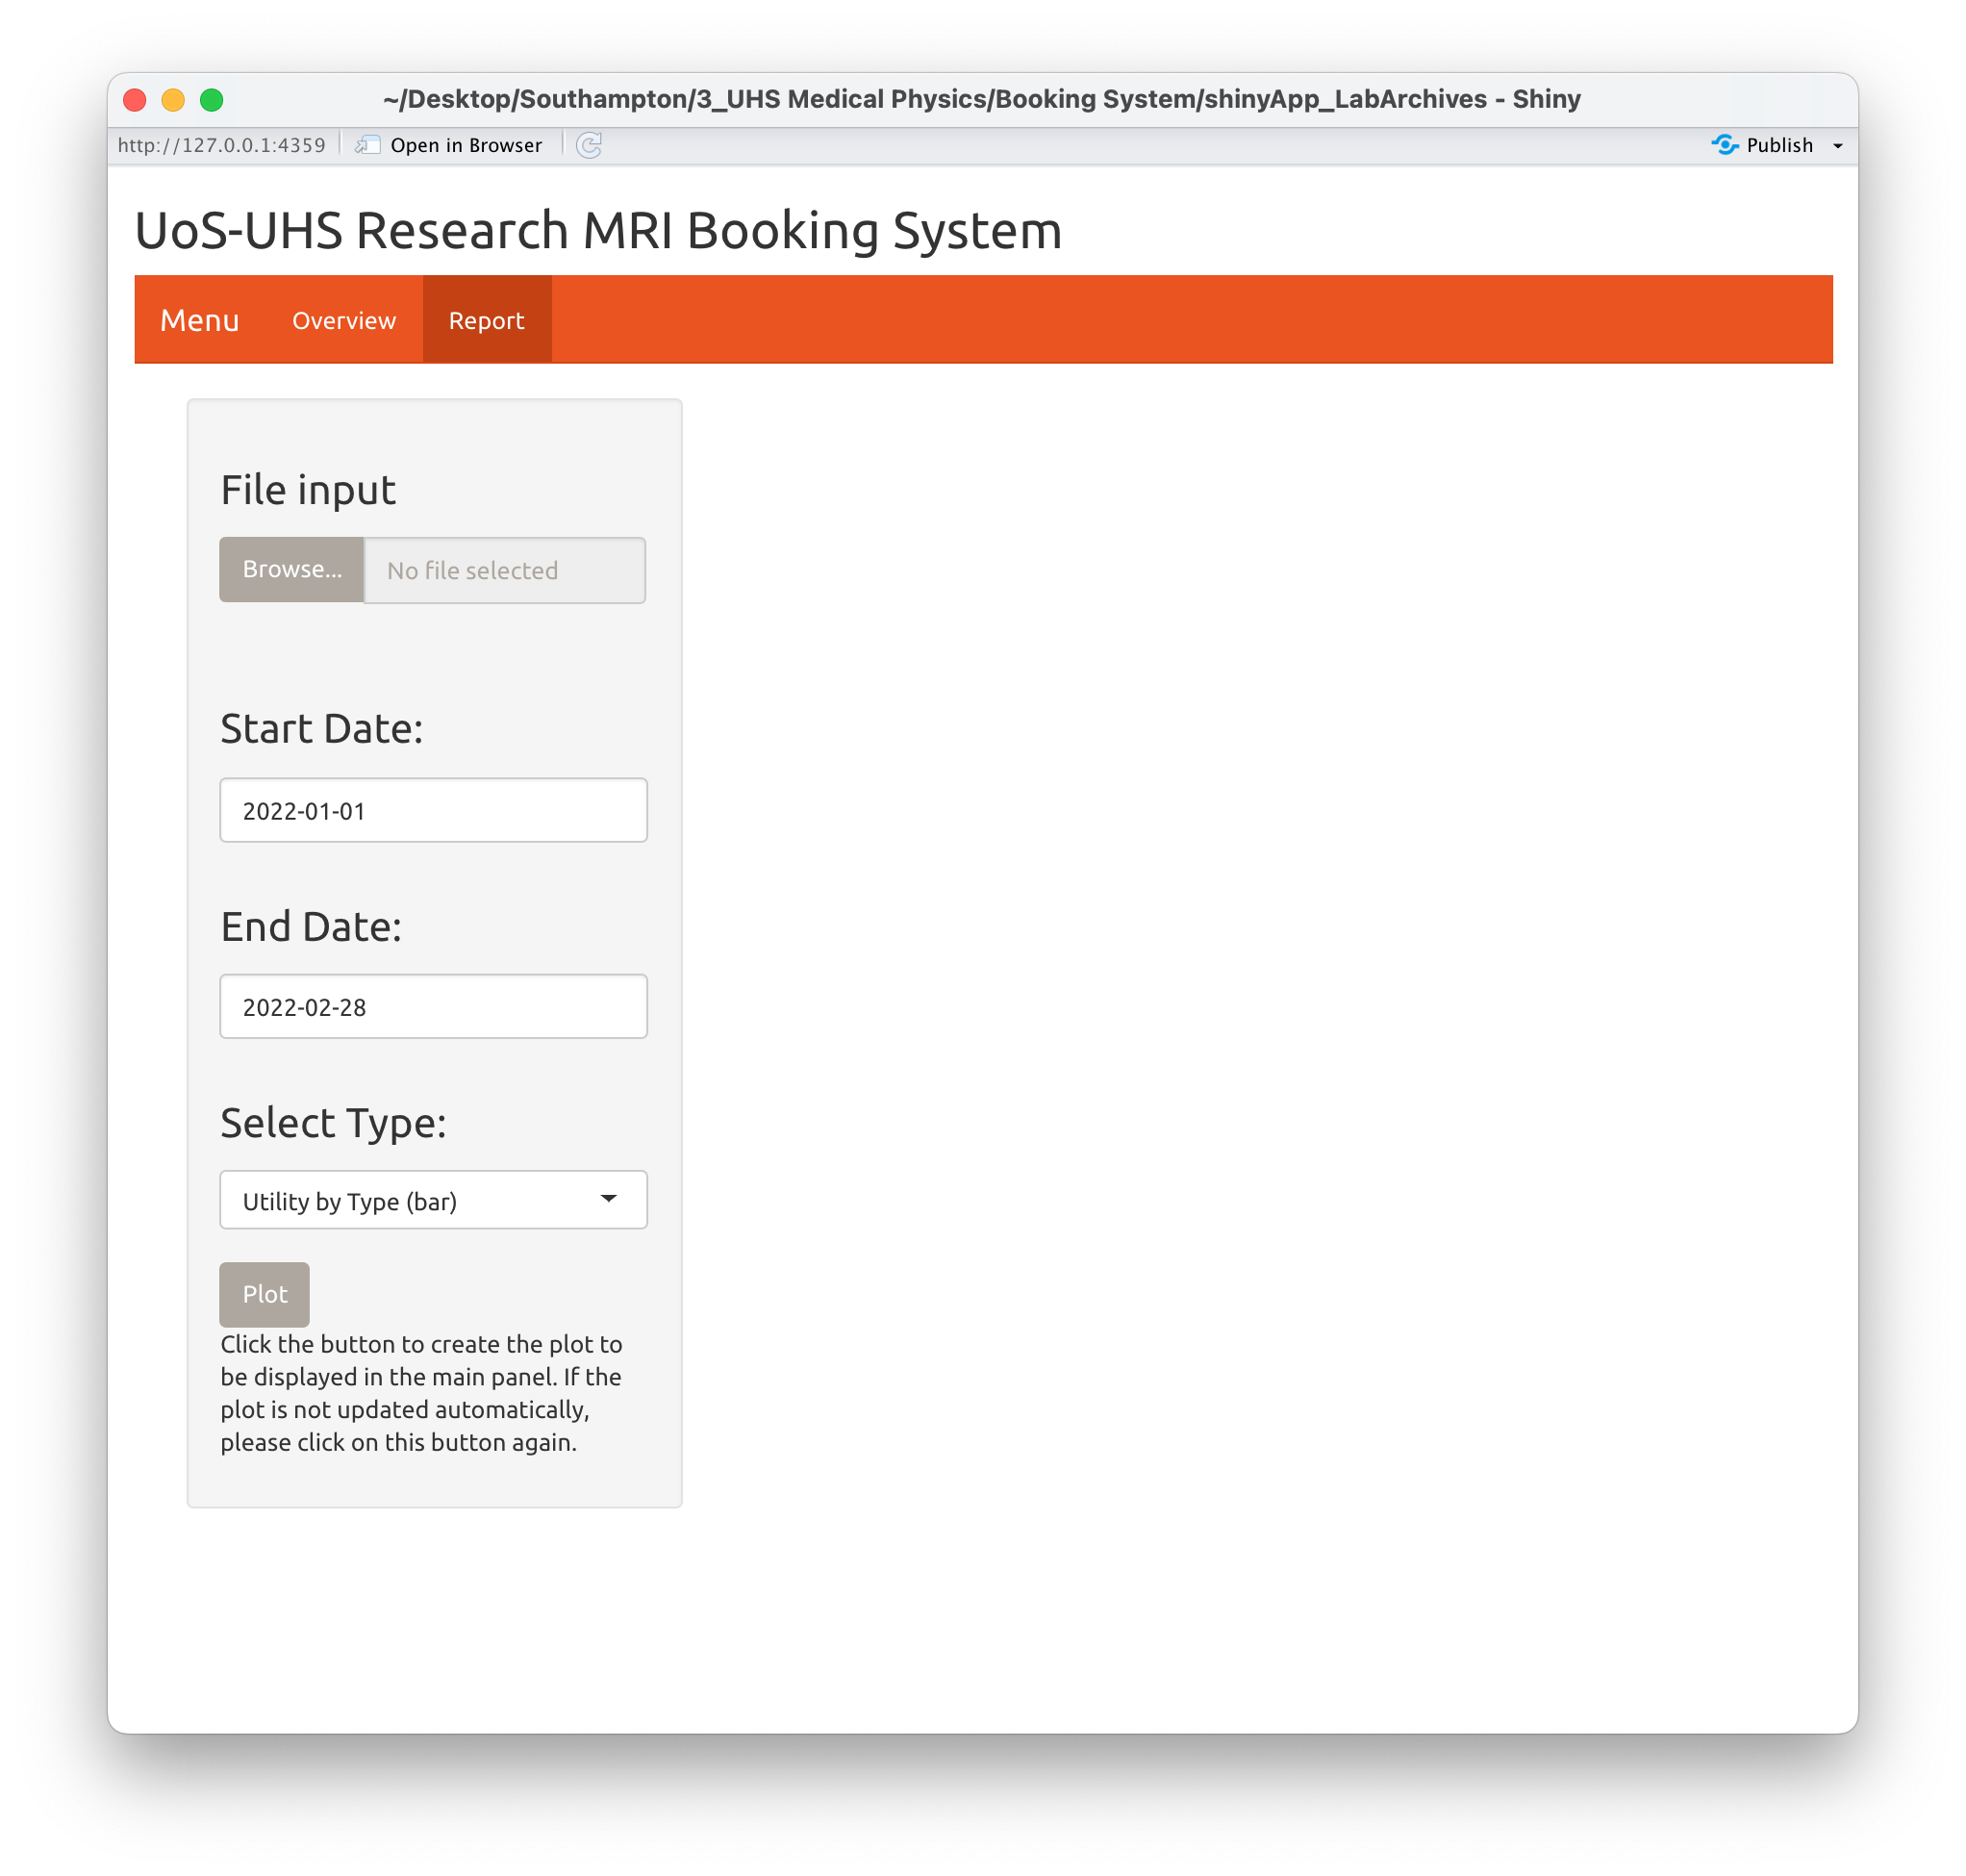 ~/Desktop/Southampton/3_UHS Medical Physics/Booking System/shinyApp_LabArchives - Shiny
http://127.0.0.1:4359 Open in Browser Publish
UoS-UHS Research MRI Booking System
Menu Overview Report
File input
Browse... No file selected
Start Date:
2022-01-01
End Date:
2022-02-28
Select Type:
Utility by Type (bar)
Plot
Click the button to create the plot to
be displayed in the main panel. If the
plot is not updated automatically,
please click on this button again.